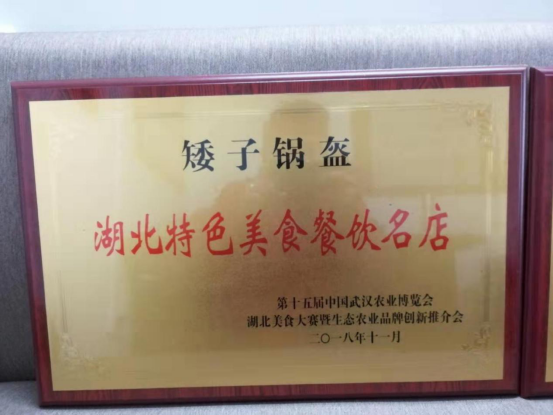 矮子锅盔
湖北特色美食餐饮名店
第十五届中国武汉农业博览会
湖北美食大赛暨生态农业品牌创新推介会
二〇一八年十一月